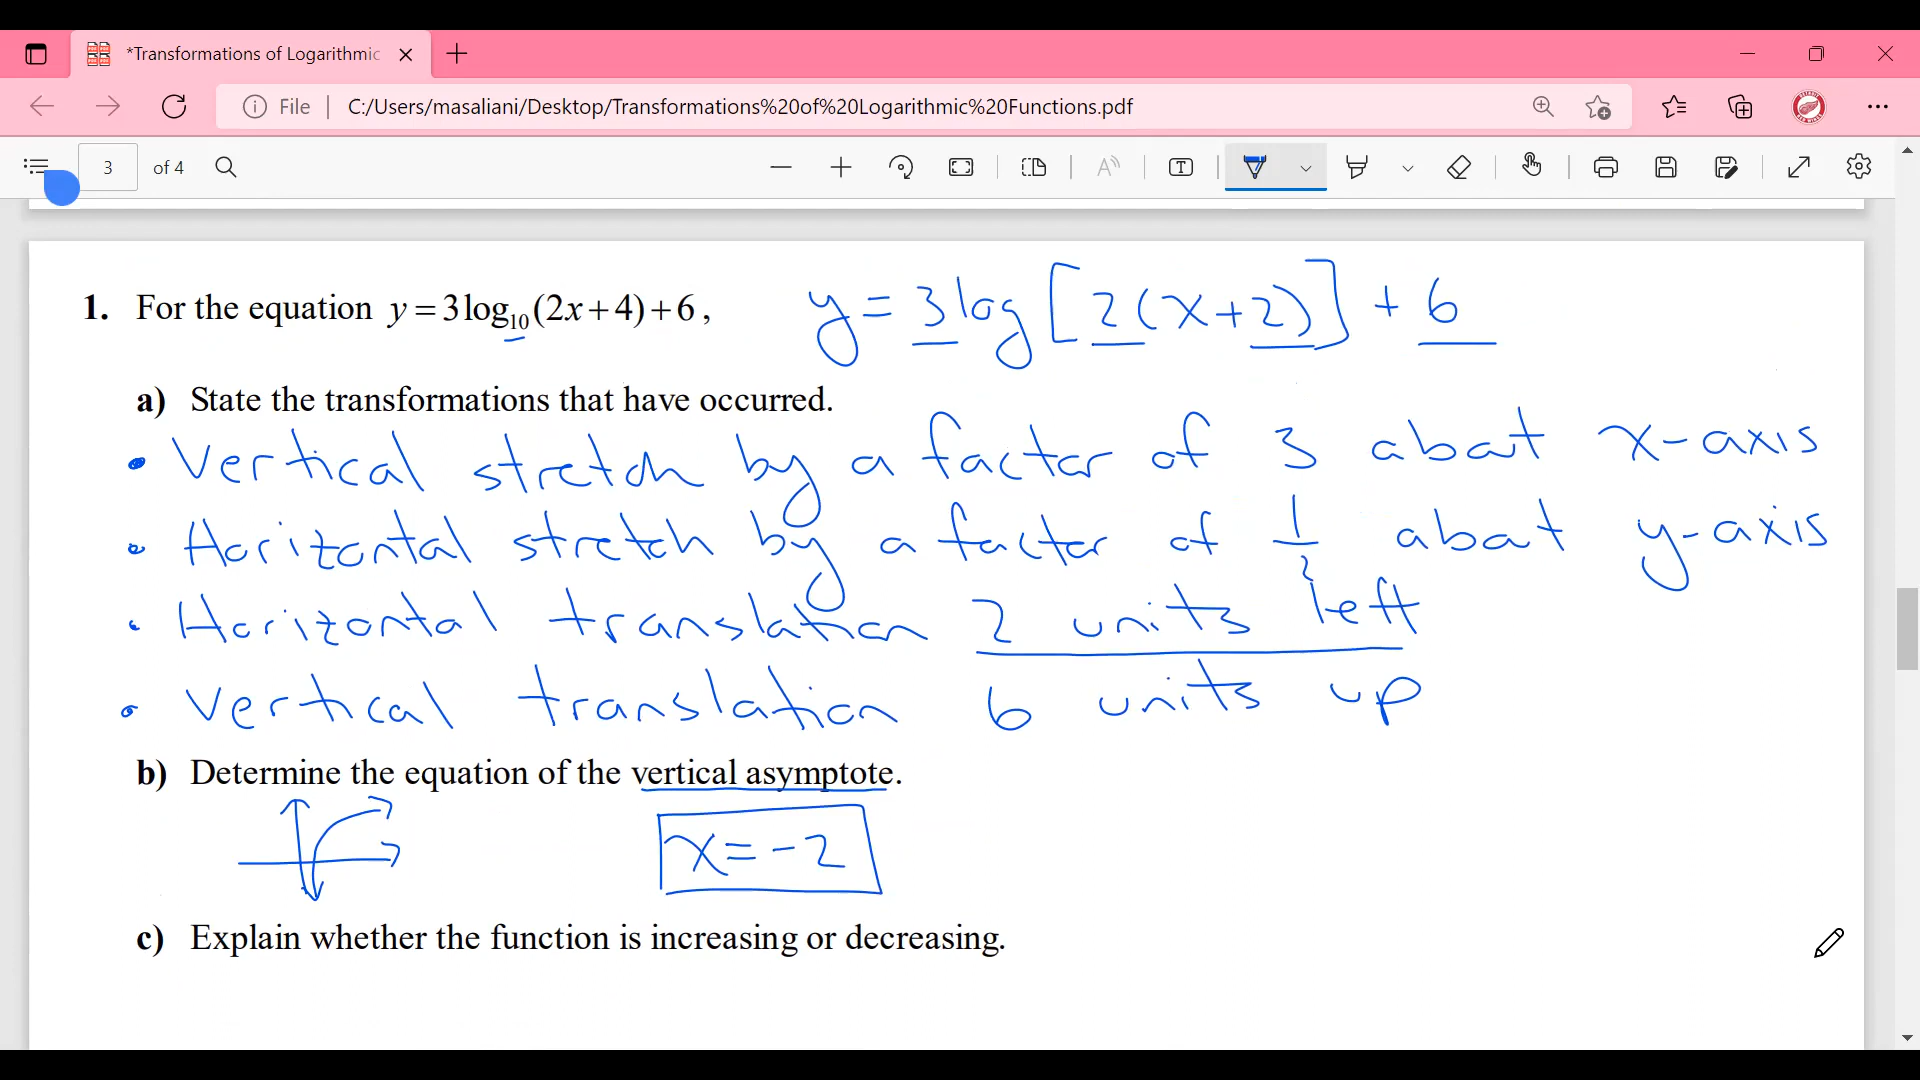 *Transformations of Logarithmic
File | C:/Users/masaliani/Desktop/Transformations%20of%20Logarithmic%20Functions.pdf
3 of 4
1. For the equation y = 3log₁₀(2x+4)+6, y = 3log[2(x+2)] + 6
a) State the transformations that have occurred.
• Vertical stretch by a factor of 3 about x-axis
• Horizontal stretch by a factor of 1/2 about y-axis
• Horizontal translation 2 units left
• Vertical translation 6 units up
b) Determine the equation of the vertical asymptote.
x = -2
c) Explain whether the function is increasing or decreasing.